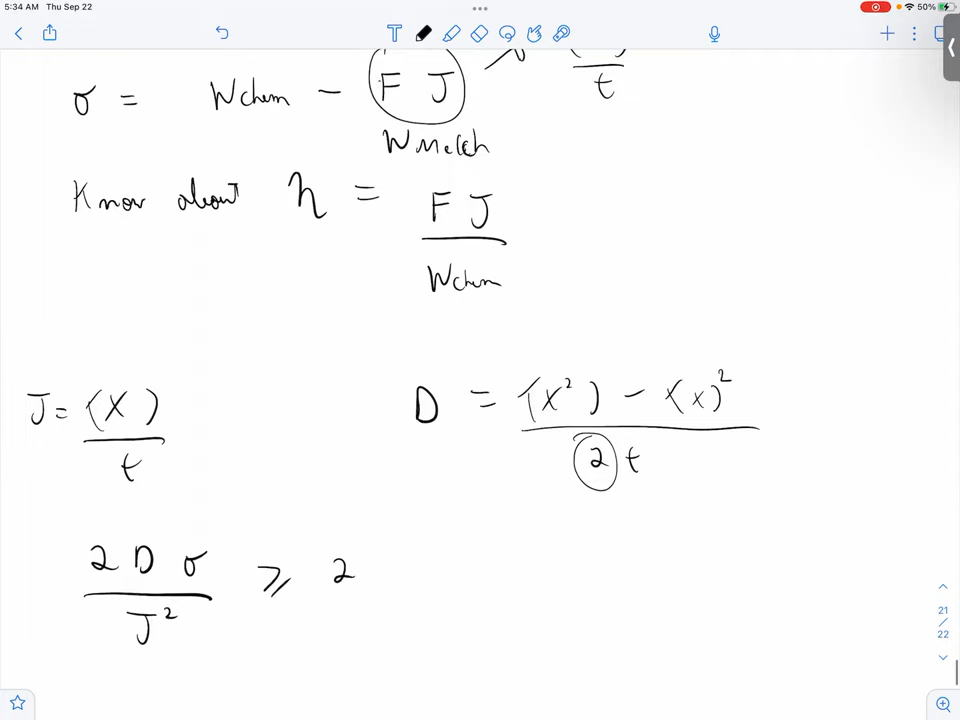 5:34 AM Thu Sep 22
50%
t
σ = Wchem - F J
WMech
Know about η = F J / Wchem
J = ⟨X⟩ / t
D = (⟨x²⟩ - ⟨x⟩²) / 2 t
2 D σ / J² ≥ 2
21 / 22